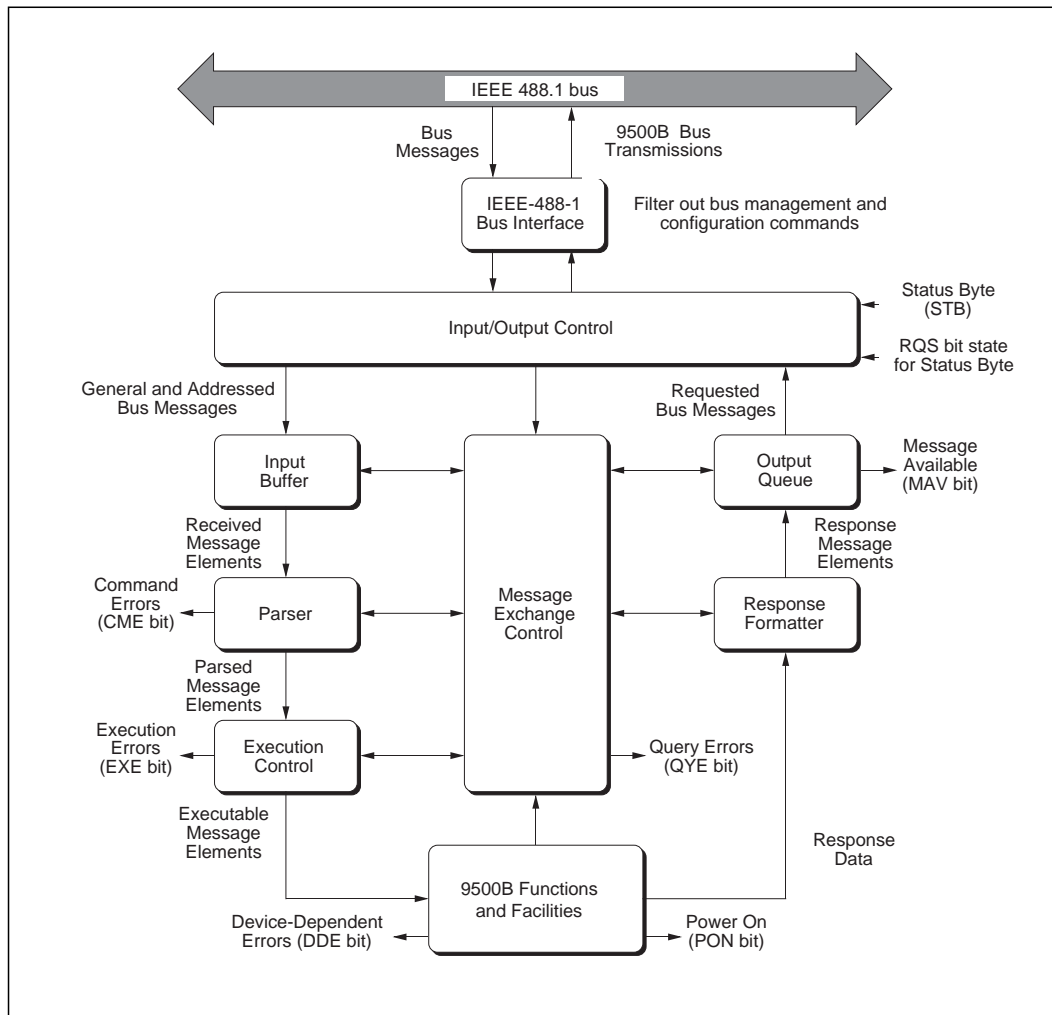 IEEE 488.1 bus
Bus
Messages
9500B Bus
Transmissions
IEEE-488-1
Bus Interface
Filter out bus management and
configuration commands
Input/Output Control
Status Byte
(STB)
RQS bit state
for Status Byte
General and Addressed
Bus Messages
Requested
Bus Messages
Input
Buffer
Output
Queue
Message
Available
(MAV bit)
Received
Message
Elements
Response
Message
Elements
Command
Errors
(CME bit)
Parser
Message
Exchange
Control
Response
Formatter
Parsed
Message
Elements
Execution
Errors
(EXE bit)
Execution
Control
Query Errors
(QYE bit)
Executable
Message
Elements
Response
Data
9500B Functions
and Facilities
Device-Dependent
Errors (DDE bit)
Power On
(PON bit)